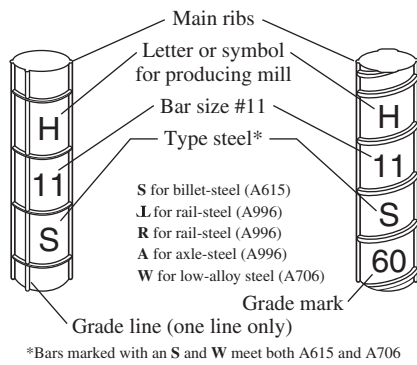 Main ribs
Letter or symbol
for producing mill
H
H
Bar size #11
11
11
Type steel*
S
S
S for billet-steel (A615)
⅃L for rail-steel (A996)
R for rail-steel (A996)
A for axle-steel (A996)
W for low-alloy steel (A706)
60
Grade mark
Grade line (one line only)
*Bars marked with an S and W meet both A615 and A706